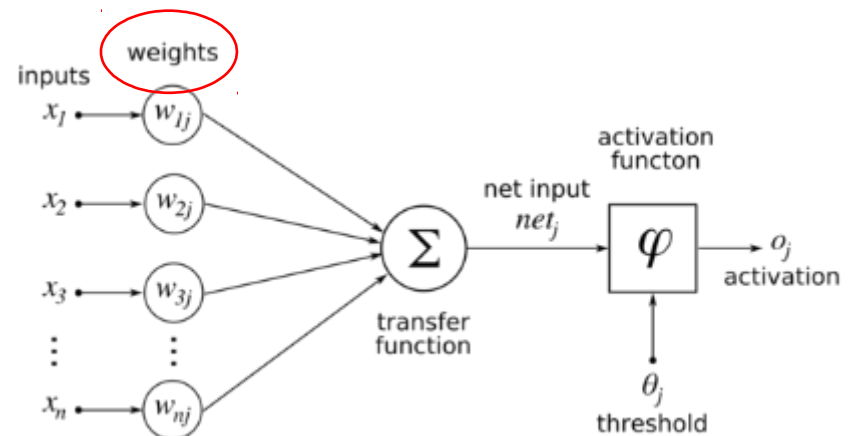 weights
inputs
x1
w1j
activation
functon
x2
w2j
net input
netj
Σ
φ
oj
activation
x3
w3j
transfer
function
⋮
⋮
θj
threshold
xn
wnj